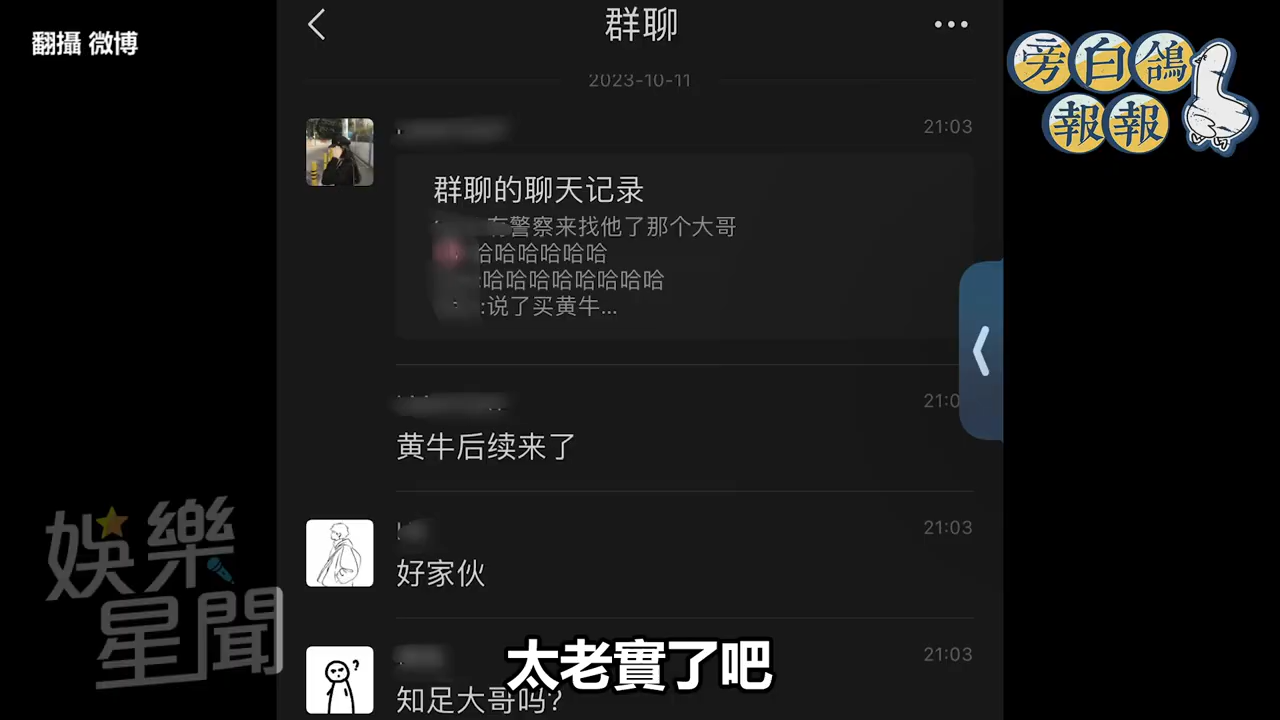 翻攝 微博
群聊
旁白鴿
報報
2023-10-11
21:03
群聊的聊天记录
有警察来找他了那个大哥
哈哈哈哈哈哈
:哈哈哈哈哈哈哈哈
:说了买黄牛...
21:0
黄牛后续来了
21:03
好家伙
21:03
知足大哥吗?
太老實了吧
娛樂
星聞